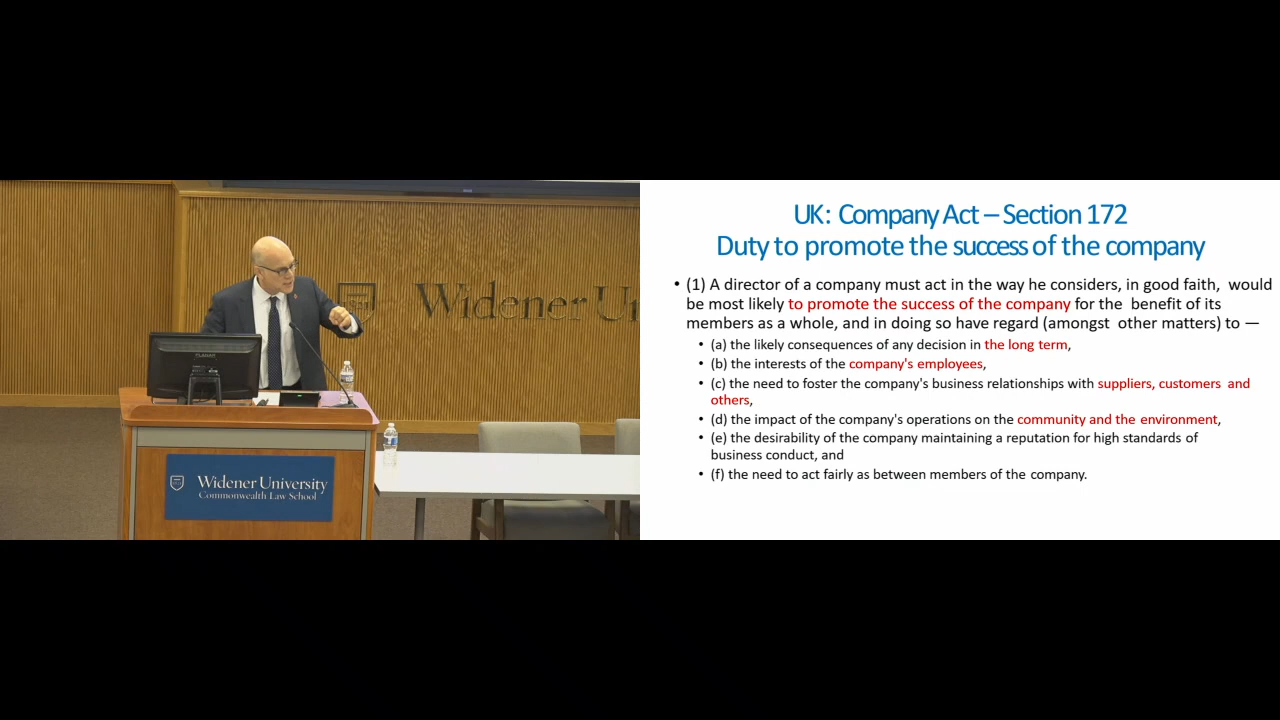 Widener U
Widener University
Commonwealth Law School
UK: Company Act – Section 172
Duty to promote the success of the company
• (1) A director of a company must act in the way he considers, in good faith, would
be most likely to promote the success of the company for the benefit of its
members as a whole, and in doing so have regard (amongst other matters) to —
• (a) the likely consequences of any decision in the long term,
• (b) the interests of the company's employees,
• (c) the need to foster the company's business relationships with suppliers, customers and
others,
• (d) the impact of the company's operations on the community and the environment,
• (e) the desirability of the company maintaining a reputation for high standards of
business conduct, and
• (f) the need to act fairly as between members of the company.